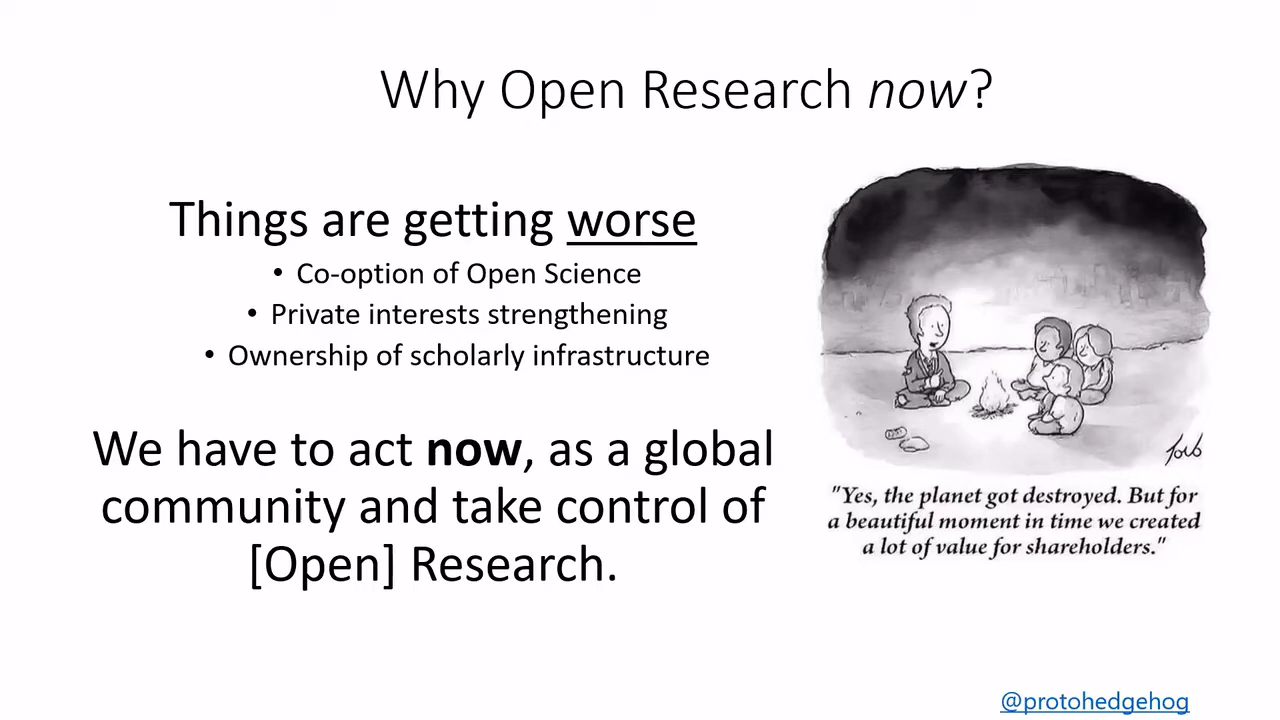 Why Open Research now?
Things are getting worse
• Co-option of Open Science
• Private interests strengthening
• Ownership of scholarly infrastructure
We have to act now, as a global
community and take control of
[Open] Research.
"Yes, the planet got destroyed. But for
a beautiful moment in time we created
a lot of value for shareholders."
@protohedgehog